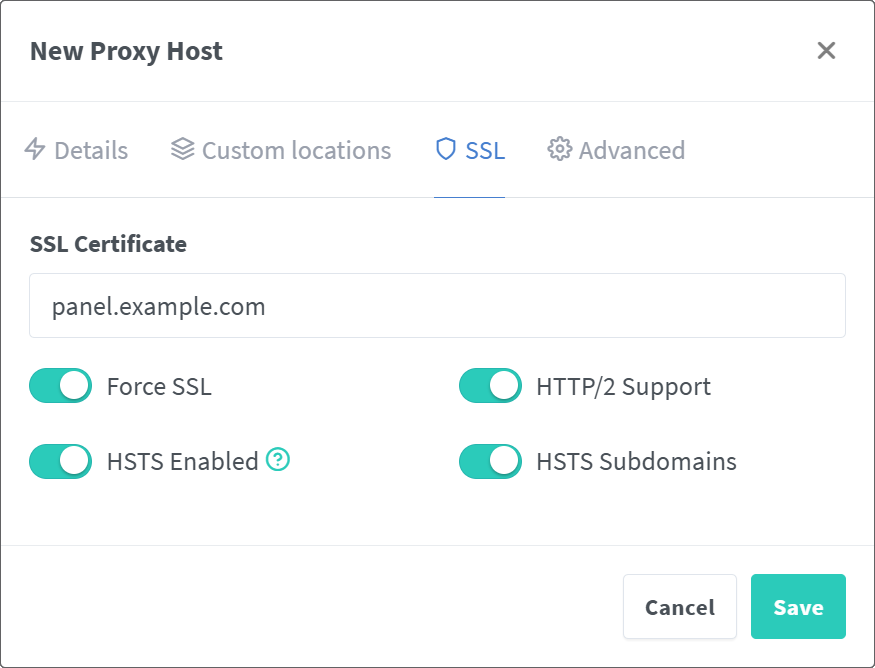 New Proxy Host
Details Custom locations SSL Advanced
SSL Certificate
panel.example.com
Force SSL HTTP/2 Support
HSTS Enabled ? HSTS Subdomains
Cancel Save